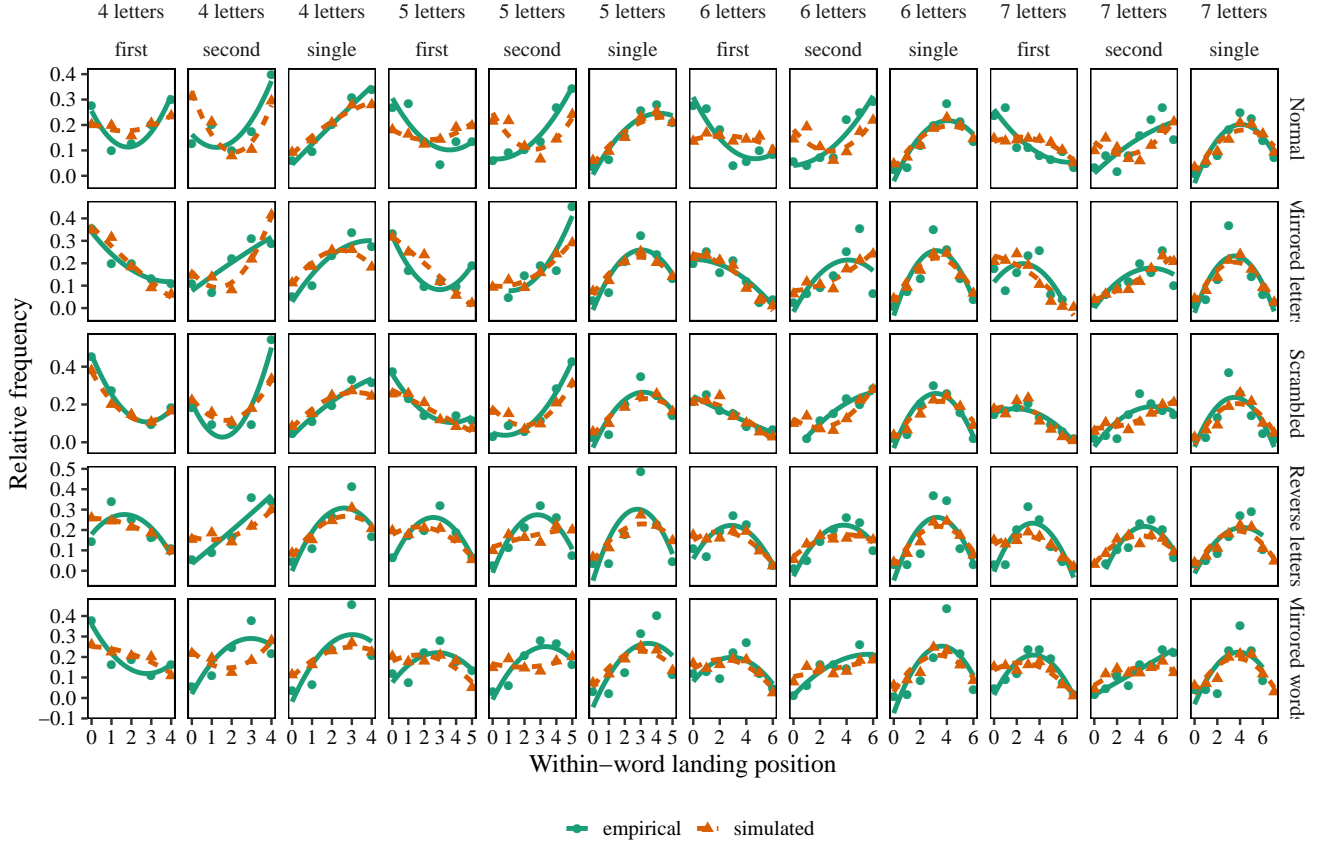 4 letters 4 letters 4 letters 5 letters 5 letters 5 letters 6 letters 6 letters 6 letters 7 letters 7 letters 7 letters
first second single first second single first second single first second single
0.4
0.3
0.2
0.1
0.0
Normal
0.4
0.3
0.2
0.1
0.0
Mirrored letters
0.4
0.2
0.0
Scrambled
0.5
0.4
0.3
0.2
0.1
0.0
Reverse letters
0.4
0.3
0.2
0.1
0.0
−0.1
Mirrored words
Relative frequency
0 1 2 3 4 0 1 2 3 4 0 1 2 3 4 0 1 2 3 4 5 0 1 2 3 4 5 0 1 2 3 4 5 0 2 4 6 0 2 4 6 0 2 4 6 0 2 4 6 0 2 4 6 0 2 4 6
Within−word landing position
empirical simulated